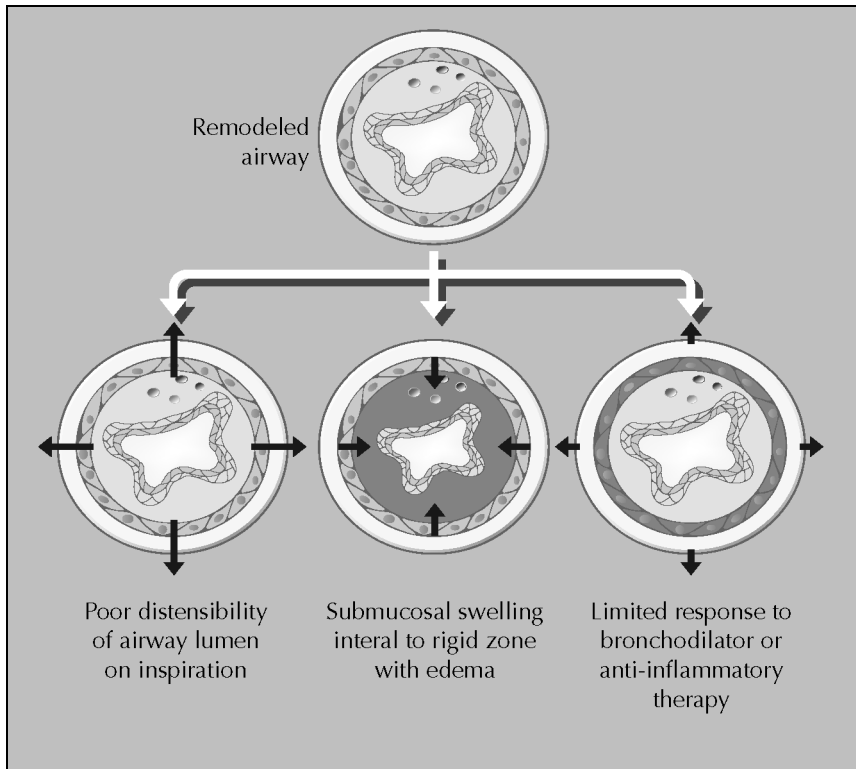 Remodeled
airway
Poor distensibility
of airway lumen
on inspiration
Submucosal swelling
interal to rigid zone
with edema
Limited response to
bronchodilator or
anti-inflammatory
therapy